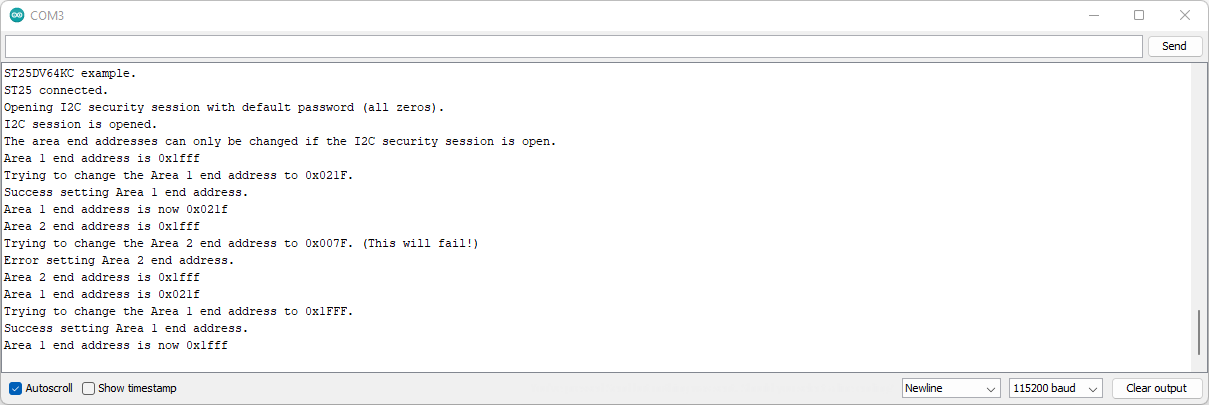 COM3
Send
ST25DV64KC example.
ST25 connected.
Opening I2C security session with default password (all zeros).
I2C session is opened.
The area end addresses can only be changed if the I2C security session is open.
Area 1 end address is 0x1fff
Trying to change the Area 1 end address to 0x021F.
Success setting Area 1 end address.
Area 1 end address is now 0x021f
Area 2 end address is 0x1fff
Trying to change the Area 2 end address to 0x007F. (This will fail!)
Error setting Area 2 end address.
Area 2 end address is 0x1fff
Area 1 end address is 0x021f
Trying to change the Area 1 end address to 0x1FFF.
Success setting Area 1 end address.
Area 1 end address is now 0x1fff
Autoscroll Show timestamp Newline 115200 baud Clear output